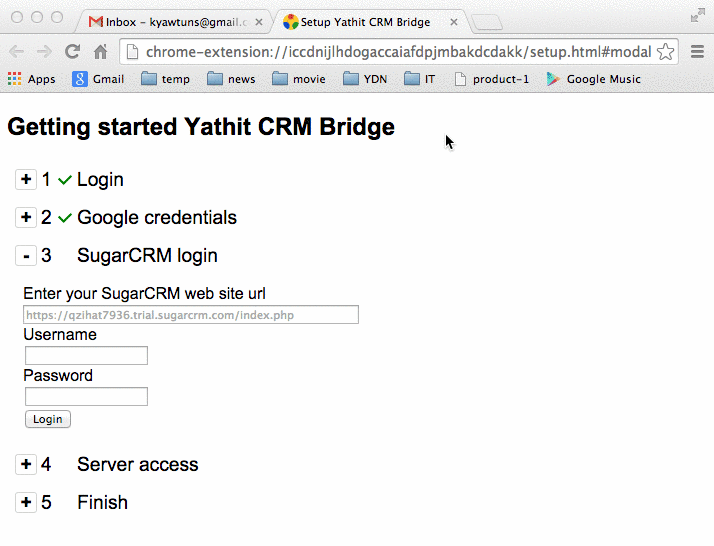 Inbox - kyawtuns@gmail.c
Setup Yathit CRM Bridge
chrome-extension://iccdnijlhdogaccaiafdpjmbakdcdakk/setup.html#modal
Apps Gmail temp news movie YDN IT product-1 Google Music
Getting started Yathit CRM Bridge
+ 1 Login
+ 2 Google credentials
- 3 SugarCRM login
Enter your SugarCRM web site url
https://qzihat7936.trial.sugarcrm.com/index.php
Username
Password
Login
+ 4 Server access
+ 5 Finish